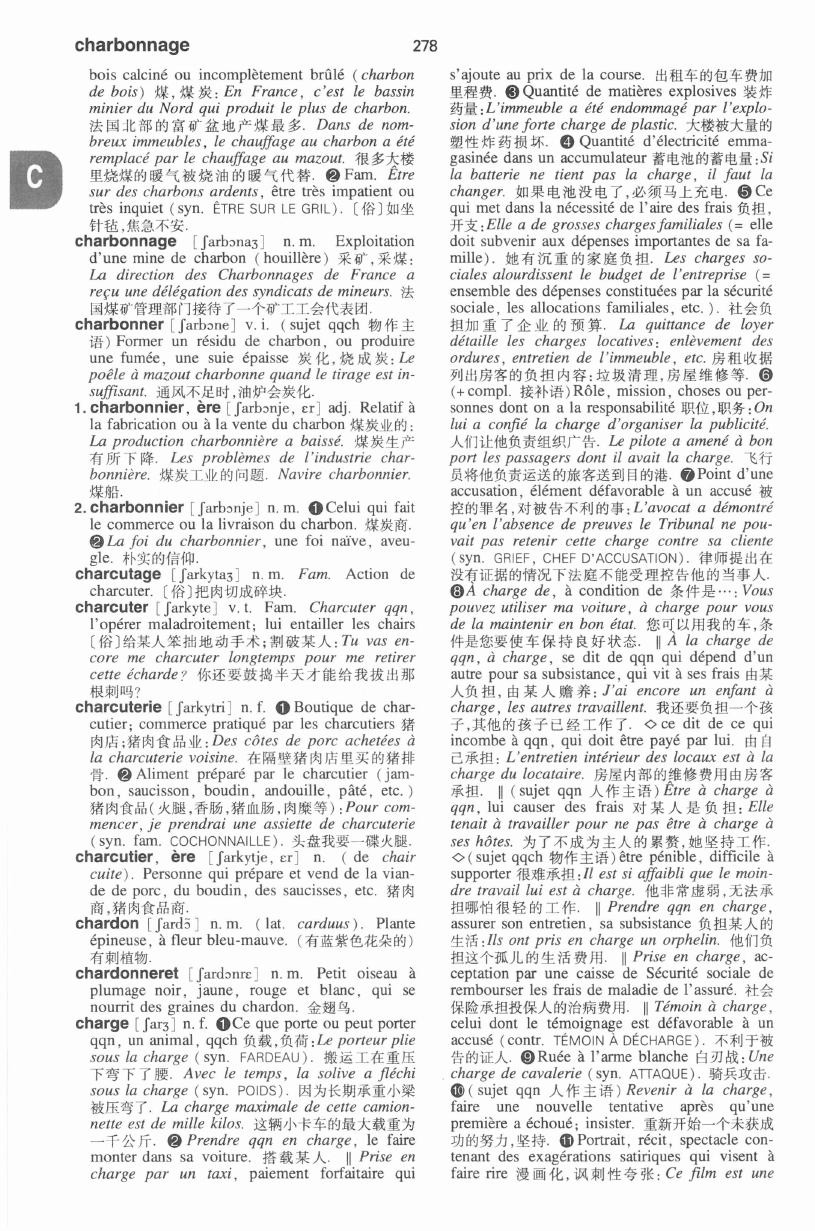 charbonnage
278
bois calciné ou incomplètement brûlé (charbon
de bois) 煤,煤炭: En France, c'est le bassin
minier du Nord qui produit le plus de charbon.
法国北部的富矿盆地产煤最多. Dans de nom-
breux immeubles, le chauffage au charbon a été
remplacé par le chauffage au mazout. 很多大楼
里烧煤的暖气被烧油的暖气代替. ❷ Fam. Être
sur des charbons ardents, être très impatient ou
très inquiet (syn. ÊTRE SUR LE GRIL). 〔俗〕如坐
针毡,焦急不安.
charbonnage [ʃarbɔnaʒ] n. m. Exploitation
d'une mine de charbon (houillère) 采矿,采煤:
La direction des Charbonnages de France a
reçu une délégation des syndicats de mineurs. 法
国煤矿管理部门接待了一个矿工工会代表团.
charbonner [ʃarbɔne] v. i. (sujet qqch 物作主
语) Former un résidu de charbon, ou produire
une fumée, une suie épaisse 炭化,烧成炭: Le
poêle à mazout charbonne quand le tirage est in-
suffisant. 通风不足时,油炉会炭化.
1. charbonnier, ère [ʃarbɔnje, ɛr] adj. Relatif à
la fabrication ou à la vente du charbon 煤炭业的:
La production charbonnière a baissé. 煤炭生产
有所下降. Les problèmes de l'industrie char-
bonnière. 煤炭工业的问题. Navire charbonnier.
煤船.
2. charbonnier [ʃarbɔnje] n. m. ❶ Celui qui fait
le commerce ou la livraison du charbon. 煤炭商.
❷ La foi du charbonnier, une foi naïve, aveu-
gle. 朴实的信仰.
charcutage [ʃarkytaʒ] n. m. Fam. Action de
charcuter. 〔俗〕把肉切成碎块.
charcuter [ʃarkyte] v. t. Fam. Charcuter qqn,
l'opérer maladroitement; lui entailler les chairs
〔俗〕给某人笨拙地动手术;割破某人: Tu vas en-
core me charcuter longtemps pour me retirer
cette écharde? 你还要鼓捣半天才能给我拔出那
根刺吗?
charcuterie [ʃarkytri] n. f. ❶ Boutique de char-
cutier; commerce pratiqué par les charcutiers 猪
肉店;猪肉食品业: Des côtes de porc achetées à
la charcuterie voisine. 在隔壁猪肉店里买的猪排
骨. ❷ Aliment préparé par le charcutier (jam-
bon, saucisson, boudin, andouille, pâté, etc.)
猪肉食品(火腿,香肠,猪血肠,肉糜等): Pour com-
mencer, je prendrai une assiette de charcuterie
(syn. fam. COCHONNAILLE). 头盘我要一碟火腿.
charcutier, ère [ʃarkytje, ɛr] n. (de chair
cuite). Personne qui prépare et vend de la vian-
de de porc, du boudin, des saucisses, etc. 猪肉
商,猪肉食品商.
chardon [ʃardɔ̃] n. m. (lat. carduus). Plante
épineuse, à fleur bleu-mauve. (有蓝紫色花朵的)
有刺植物.
chardonneret [ʃardɔnrɛ] n. m. Petit oiseau à
plumage noir, jaune, rouge et blanc, qui se
nourrit des graines du chardon. 金翅鸟.
charge [ʃarʒ] n. f. ❶ Ce que porte ou peut porter
qqn, un animal, qqch 负载,负荷: Le porteur plie
sous la charge (syn. FARDEAU). 搬运工在重压
下弯下了腰. Avec le temps, la solive a fléchi
sous la charge (syn. POIDS). 因为长期承重小梁
被压弯了. La charge maximale de cette camion-
nette est de mille kilos. 这辆小卡车的最大载重为
一千公斤. ❷ Prendre qqn en charge, le faire
monter dans sa voiture. 搭载某人. ‖ Prise en
charge par un taxi, paiement forfaitaire qui
C
s'ajoute au prix de la course. 出租车的包车费加
里程费. ❸ Quantité de matières explosives 装炸
药量: L'immeuble a été endommagé par l'explo-
sion d'une forte charge de plastic. 大楼被大量的
塑性炸药损坏. ❹ Quantité d'électricité emma-
gasinée dans un accumulateur 蓄电池的蓄电量: Si
la batterie ne tient pas la charge, il faut la
changer. 如果电池没电了,必须马上充电. ❺ Ce
qui met dans la nécessité de l'aire des frais 负担,
开支: Elle a de grosses charges familiales (= elle
doit subvenir aux dépenses importantes de sa fa-
mille). 她有沉重的家庭负担. Les charges so-
ciales alourdissent le budget de l'entreprise (=
ensemble des dépenses constituées par la sécurité
sociale, les allocations familiales, etc.). 社会负
担加重了企业的预算. La quittance de loyer
détaille les charges locatives: enlèvement des
ordures, entretien de l'immeuble, etc. 房租收据
列出房客的负担内容:垃圾清理,房屋维修等. ❻
(+ compl. 接补语) Rôle, mission, choses ou per-
sonnes dont on a la responsabilité 职位,职务: On
lui a confié la charge d'organiser la publicité.
人们让他负责组织广告. Le pilote a amené à bon
port les passagers dont il avait la charge. 飞行
员将他负责运送的旅客送到目的港. ❼ Point d'une
accusation, élément défavorable à un accusé 被
控的罪名,对被告不利的事: L'avocat a démontré
qu'en l'absence de preuves le Tribunal ne pou-
vait pas retenir cette charge contre sa cliente
(syn. GRIEF, CHEF D'ACCUSATION). 律师提出在
没有证据的情况下法庭不能受理控告他的当事人.
❽ À charge de, à condition de 条件是…: Vous
pouvez utiliser ma voiture, à charge pour vous
de la maintenir en bon état. 您可以用我的车,条
件是您要使车保持良好状态. ‖ À la charge de
qqn, à charge, se dit de qqn qui dépend d'un
autre pour sa subsistance, qui vit à ses frais 由某
人负担,由某人赡养: J'ai encore un enfant à
charge, les autres travaillent. 我还要负担一个孩
子,其他的孩子已经工作了. ◇ ce dit de ce qui
incombe à qqn, qui doit être payé par lui. 由自
己承担: L'entretien intérieur des locaux est à la
charge du locataire. 房屋内部的维修费用由房客
承担. ‖ (sujet qqn 人作主语) Être à charge à
qqn, lui causer des frais 对某人是负担: Elle
tenait à travailler pour ne pas être à charge à
ses hôtes. 为了不成为主人的累赘,她坚持工作.
◇ (sujet qqch 物作主语) être pénible, difficile à
supporter 很难承担: Il est si affaibli que le moin-
dre travail lui est à charge. 他非常虚弱,无法承
担哪怕很轻的工作. ‖ Prendre qqn en charge,
assurer son entretien, sa subsistance 负担某人的
生活: Ils ont pris en charge un orphelin. 他们负
担这个孤儿的生活费用. ‖ Prise en charge, ac-
ceptation par une caisse de Sécurité sociale de
rembourser les frais de maladie de l'assuré. 社会
保险承担投保人的治病费用. ‖ Témoin à charge,
celui dont le témoignage est défavorable à un
accusé (contr. TÉMOIN À DÉCHARGE). 不利于被
告的证人. ❾ Ruée à l'arme blanche 白刃战: Une
charge de cavalerie (syn. ATTAQUE). 骑兵攻击.
❿ (sujet qqn 人作主语) Revenir à la charge,
faire une nouvelle tentative après qu'une
première a échoué; insister. 重新开始一个未获成
功的努力,坚持. ⓫ Portrait, récit, spectacle con-
tenant des exagérations satiriques qui visent à
faire rire 漫画化,讽刺性夸张: Ce film est une